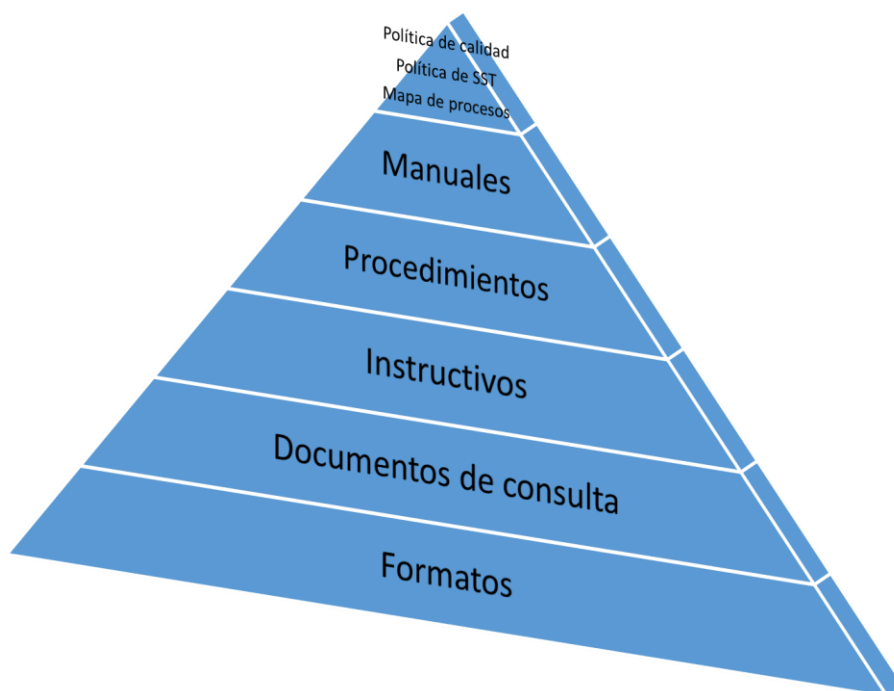 Política de calidad
Política de SST
Mapa de procesos
Manuales
Procedimientos
Instructivos
Documentos de consulta
Formatos